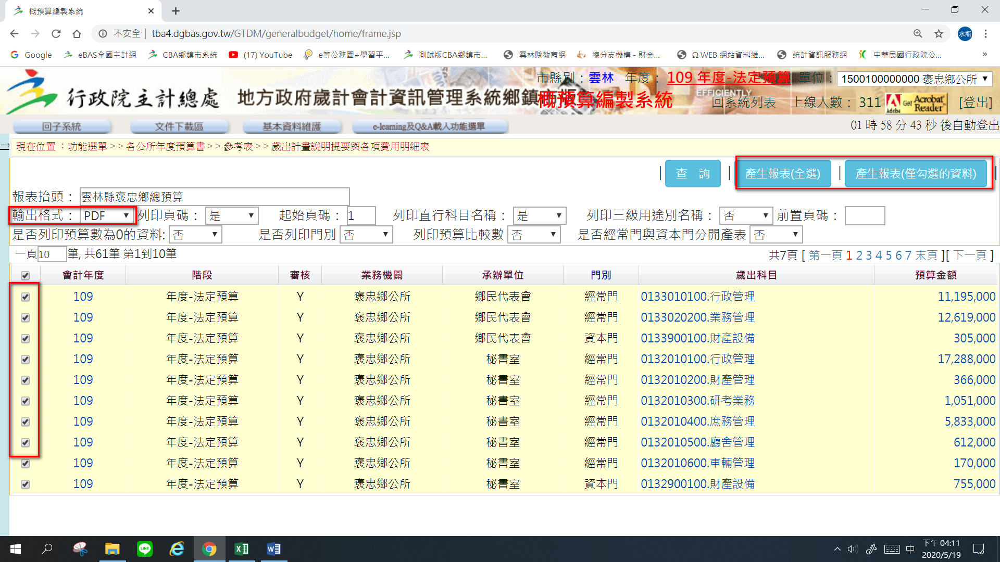 概預算編製系統
不安全 | tba4.dgbas.gov.tw/GTDM/generalbudget/home/frame.jsp
水瓶
Google eBAS全國主計網 CBA鄉鎮市系統 (17) YouTube e等公務園+學習平... 測試版CBA鄉鎮市... 雲林縣教育網 總分支機構 - 財金... Ω WEB 網站資料維... 統計資訊服務網 中華民國行政院公... »
市縣別：雲林 年度： 109 年度-法定預算 單位： 1500100000000 褒忠鄉公所
行政院主計總處 地方政府歲計會計資訊管理系統鄉鎮
概預算編製系統 EFFICIENTLY 回系統列表 上線人數： 311 Adobe Get Acrobat Reader [登出]
回子系統 文件下載區 基本資料維護 e-learning及Q&A載入功能選單 01 時 58 分 43 秒 後自動登出
現在位置 ：功能選單>>各公所年度預算書>>參考表>>歲出計畫說明提要與各項費用明細表
| 查 詢 | 產生報表(全選) | 產生報表(僅勾選的資料) |
報表抬頭： 雲林縣褒忠鄉總預算
輸出格式： PDF 列印頁碼： 是 起始頁碼： 1 列印直行科目名稱： 是 列印三級用途別名稱： 否 前置頁碼：
是否列印預算數為0的資料: 否 是否列印門別 否 列印預算比較數 否 是否經常門與資本門分開產表 否
一頁10筆, 共61筆 第1到10筆 共7頁 [ 第一頁 1 2 3 4 5 6 7 末頁 ][ 下一頁 ]
會計年度 階段 審核 業務機關 承辦單位 門別 歲出科目 預算金額
109 年度-法定預算 Y 褒忠鄉公所 鄉民代表會 經常門 0133010100.行政管理 11,195,000
109 年度-法定預算 Y 褒忠鄉公所 鄉民代表會 經常門 0133020200.業務管理 12,619,000
109 年度-法定預算 Y 褒忠鄉公所 鄉民代表會 資本門 0133900100.財產設備 305,000
109 年度-法定預算 Y 褒忠鄉公所 秘書室 經常門 0132010100.行政管理 17,288,000
109 年度-法定預算 Y 褒忠鄉公所 秘書室 經常門 0132010200.財產管理 366,000
109 年度-法定預算 Y 褒忠鄉公所 秘書室 經常門 0132010300.研考業務 1,051,000
109 年度-法定預算 Y 褒忠鄉公所 秘書室 經常門 0132010400.庶務管理 5,833,000
109 年度-法定預算 Y 褒忠鄉公所 秘書室 經常門 0132010500.廳舍管理 612,000
109 年度-法定預算 Y 褒忠鄉公所 秘書室 經常門 0132010600.車輛管理 170,000
109 年度-法定預算 Y 褒忠鄉公所 秘書室 資本門 0132900100.財產設備 755,000
LINE 中 下午 04:11
2020/5/19